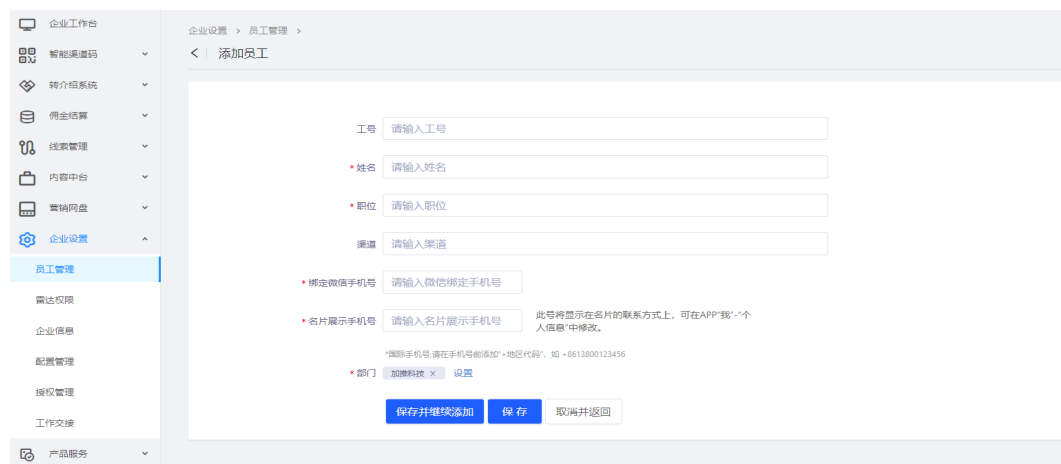 企业工作台
智能渠道码
转介绍系统
佣金结算
线索管理
内容中台
营销网盘
企业设置
员工管理
雷达权限
企业信息
配置管理
授权管理
工作交接
产品服务
企业设置 > 员工管理 >
< 添加员工
工号 请输入工号
* 姓名 请输入姓名
* 职位 请输入职位
渠道 请输入渠道
* 绑定微信手机号 请输入微信绑定手机号
* 名片展示手机号 请输入名片展示手机号
此号将显示在名片的联系方式上，可在APP"我"-"个
人信息"中修改。
*国际手机号,请在手机号前添加"+地区代码"，如 +8613800123456
* 部门 加推科技 × 设置
保存并继续添加 保 存 取消并返回